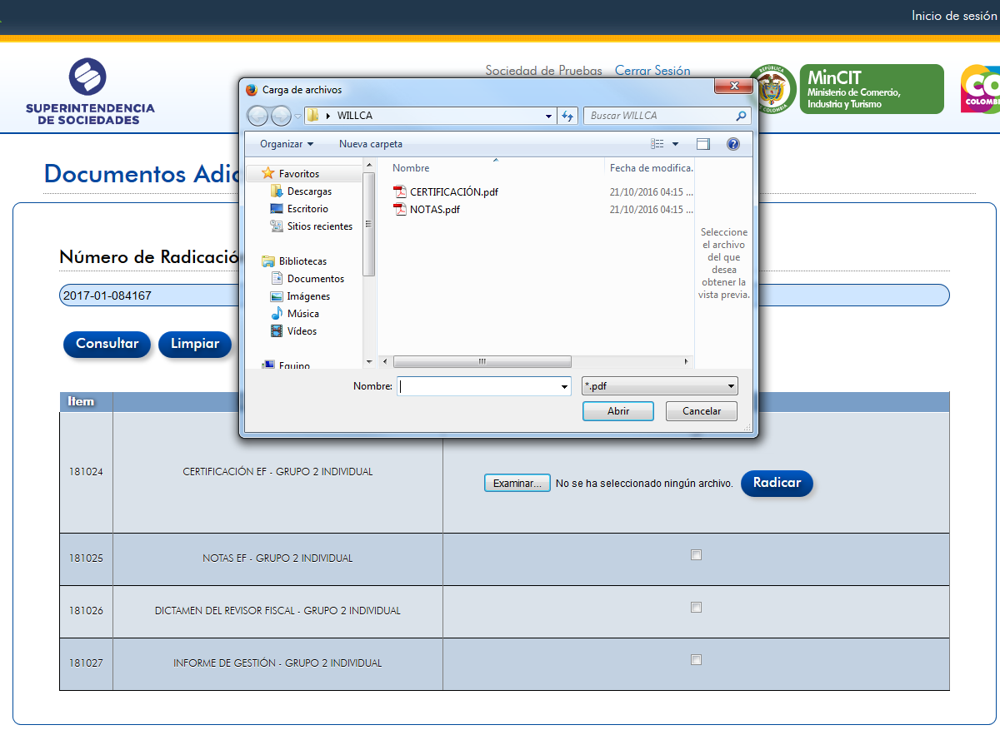 Inicio de sesión
Sociedad de Pruebas Cerrar Sesión
SUPERINTENDENCIA
DE SOCIEDADES
REPÚBLICA
COLOMBIA
MinCIT
Ministerio de Comercio,
Industria y Turismo
CO
COLOMB
Documentos Adic
Número de Radicació
2017-01-084167
Consultar Limpiar
Carga de archivos
WILLCA
Buscar WILLCA
Organizar Nueva carpeta
Favoritos
Descargas
Escritorio
Sitios recientes
Bibliotecas
Documentos
Imágenes
Música
Vídeos
Equipo
Nombre Fecha de modifica.
CERTIFICACIÓN.pdf 21/10/2016 04:15 ...
NOTAS.pdf 21/10/2016 04:15 ...
Seleccione
el archivo
del que
desea
obtener la
vista previa.
Nombre: *.pdf
Abrir Cancelar
Item
181024 CERTIFICACIÓN EF - GRUPO 2 INDIVIDUAL Examinar... No se ha seleccionado ningún archivo. Radicar
181025 NOTAS EF - GRUPO 2 INDIVIDUAL
181026 DICTAMEN DEL REVISOR FISCAL - GRUPO 2 INDIVIDUAL
181027 INFORME DE GESTIÓN - GRUPO 2 INDIVIDUAL